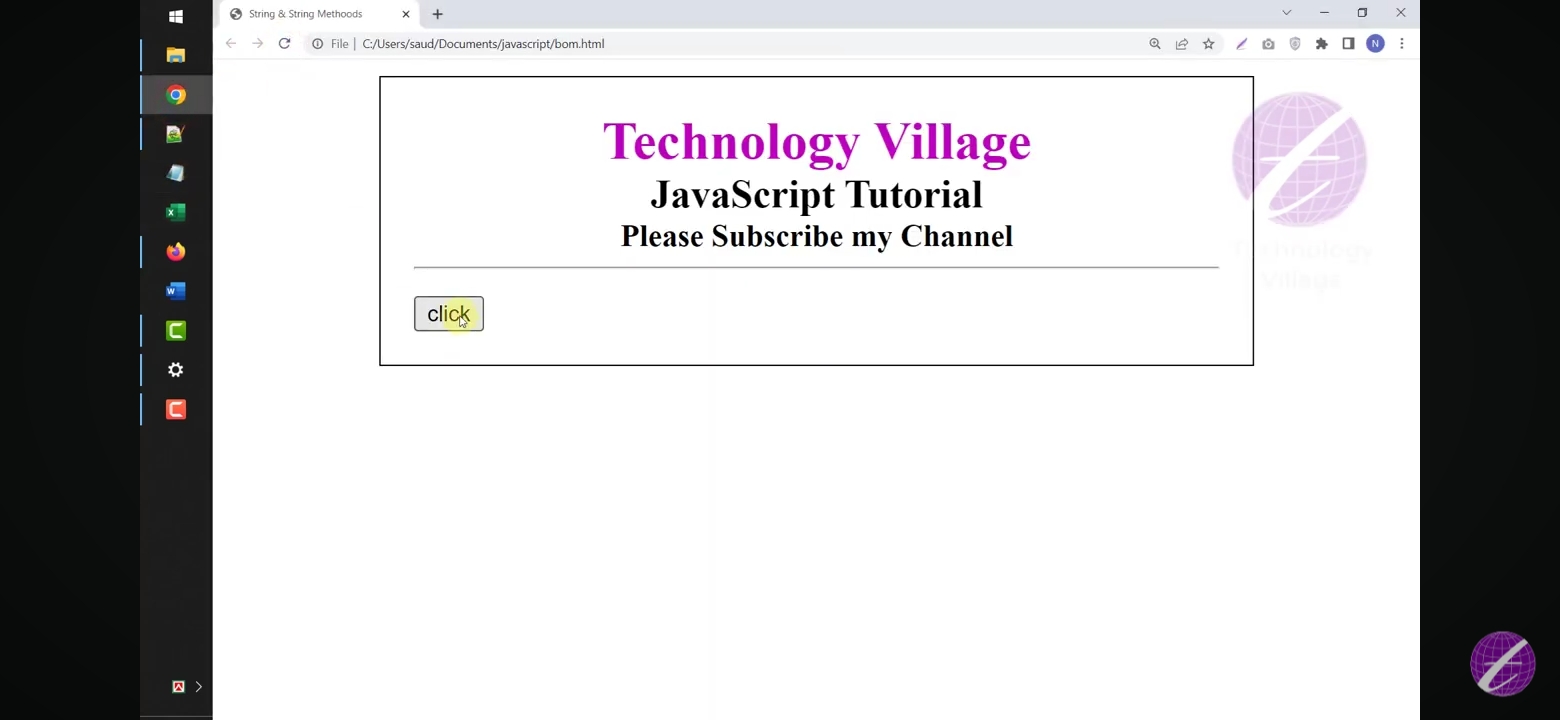 String & String Methoods
File | C:/Users/saud/Documents/javascript/bom.html
N
Technology Village
JavaScript Tutorial
Please Subscribe my Channel
click
Technology
Village